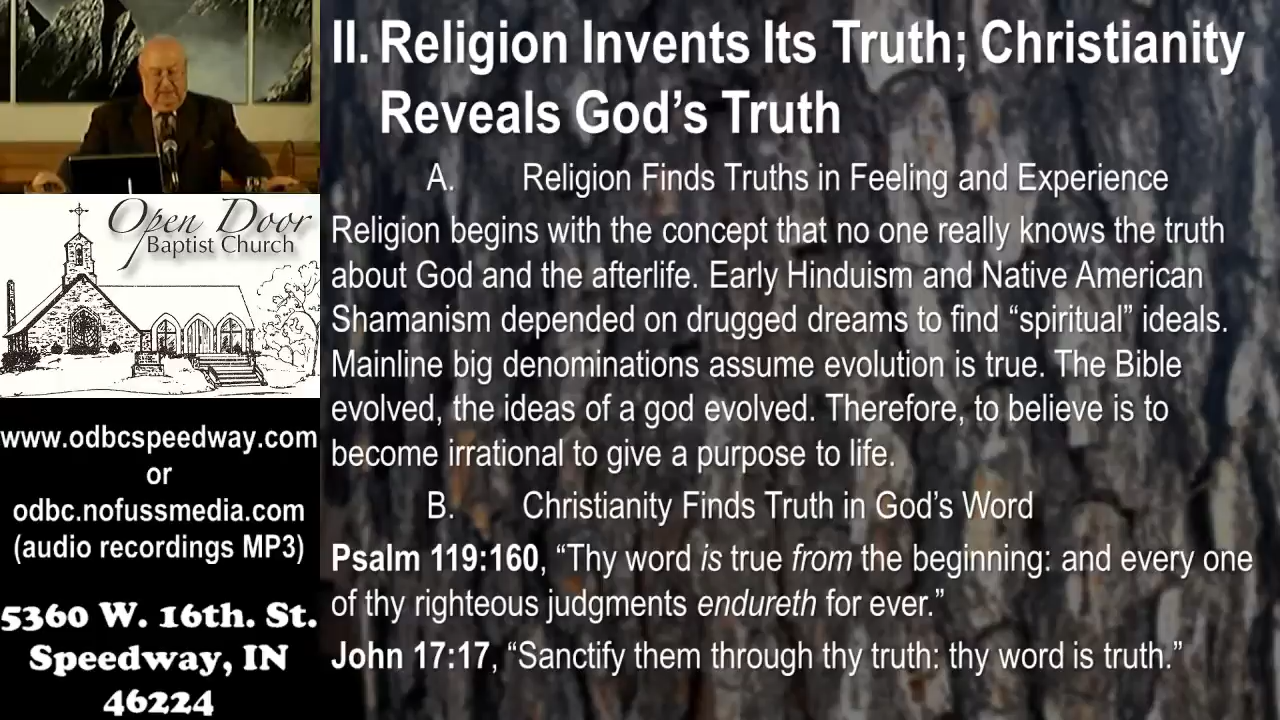 II. Religion Invents Its Truth; Christianity
Reveals God’s Truth
A. Religion Finds Truths in Feeling and Experience
Religion begins with the concept that no one really knows the truth
about God and the afterlife. Early Hinduism and Native American
Shamanism depended on drugged dreams to find “spiritual” ideals.
Mainline big denominations assume evolution is true. The Bible
evolved, the ideas of a god evolved. Therefore, to believe is to
become irrational to give a purpose to life.
B. Christianity Finds Truth in God’s Word
Psalm 119:160, “Thy word is true from the beginning: and every one
of thy righteous judgments endureth for ever.”
John 17:17, “Sanctify them through thy truth: thy word is truth.”
Open Door
Baptist Church
www.odbcspeedway.com
or
odbc.nofussmedia.com
(audio recordings MP3)
5360 W. 16th. St.
Speedway, IN
46224